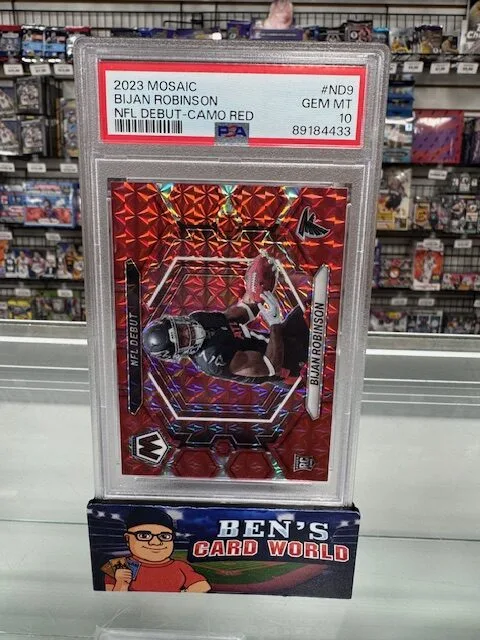 2023 MOSAIC #ND9
BIJAN ROBINSON GEM MT
NFL DEBUT-CAMO RED 10
PSA 89184433
NFL DEBUT
BIJAN ROBINSON
M
RC
BEN'S
CARD WORLD